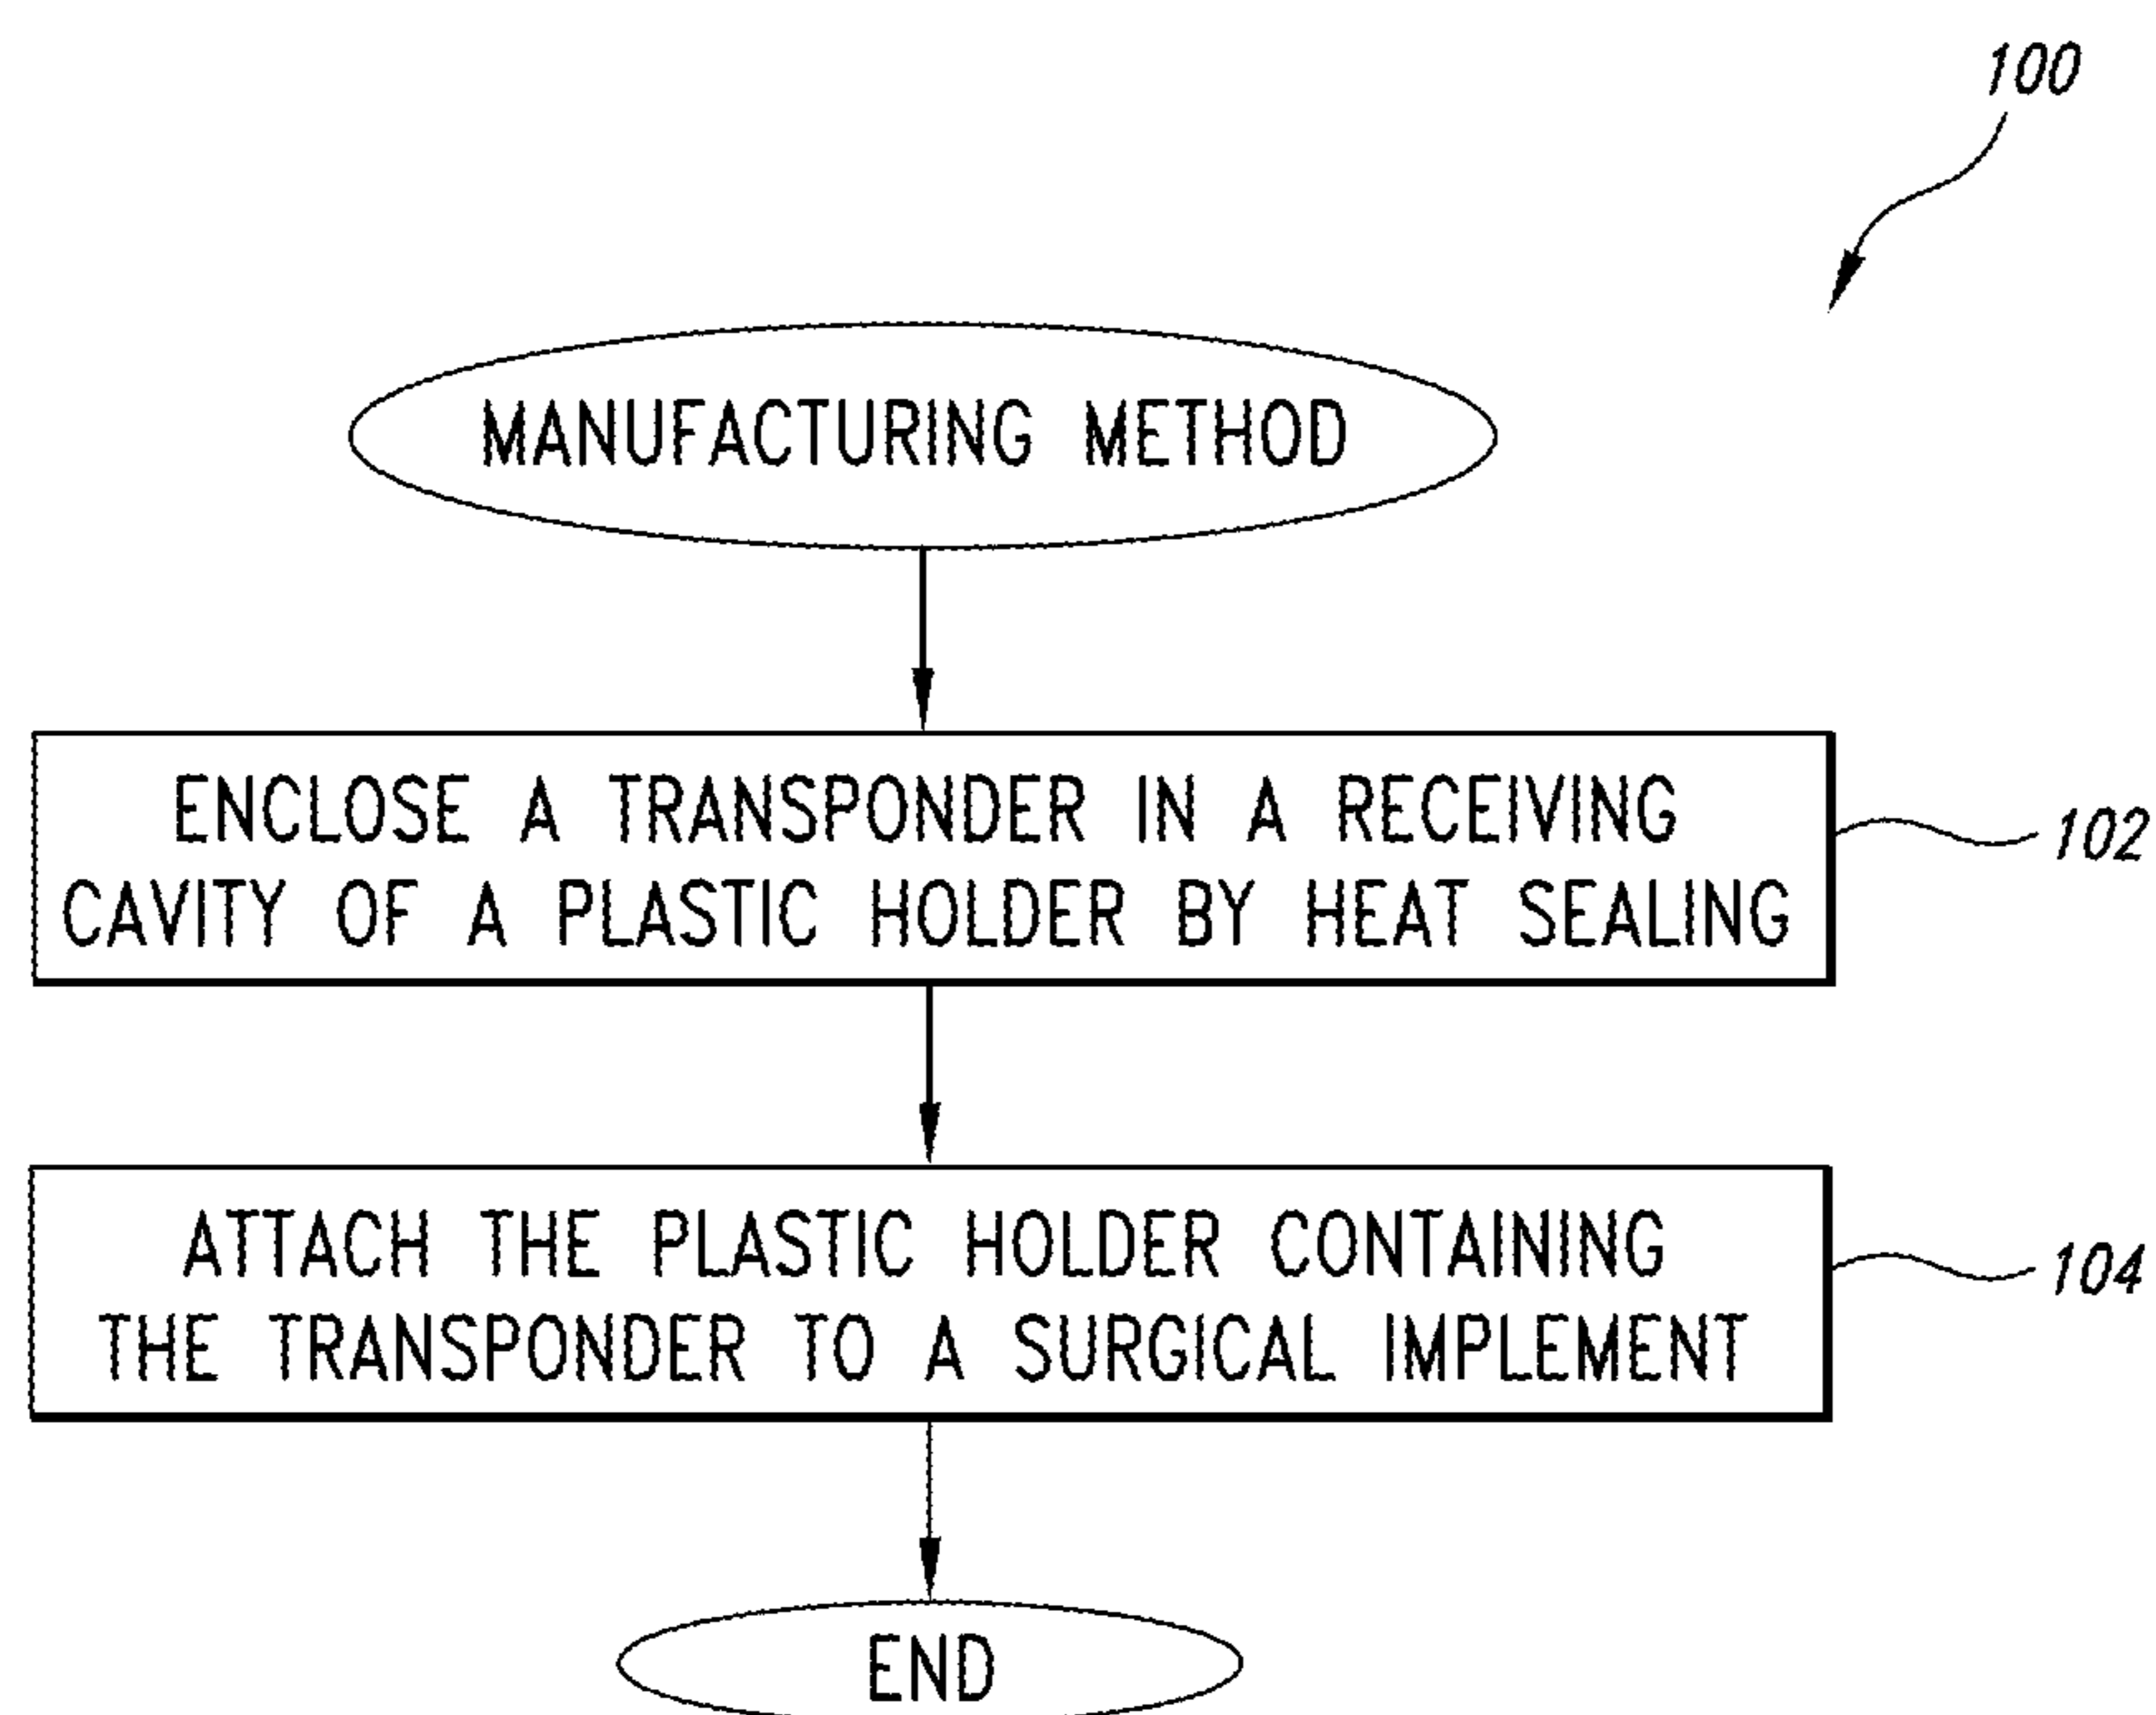 100
MANUFACTURING METHOD
ENCLOSE A TRANSPONDER IN A RECEIVING
CAVITY OF A PLASTIC HOLDER BY HEAT SEALING
102
ATTACH THE PLASTIC HOLDER CONTAINING
THE TRANSPONDER TO A SURGICAL IMPLEMENT
104
END